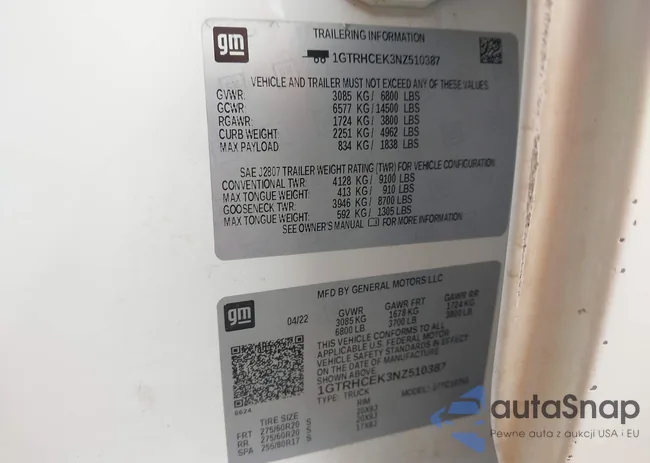 gm
TRAILERING INFORMATION
1GTRHCEK3NZ510387
VEHICLE AND TRAILER MUST NOT EXCEED ANY OF THESE VALUES
GVWR: 3085 KG / 6800 LBS
GCWR: 6577 KG / 14500 LBS
RGAWR: 1724 KG / 3800 LBS
CURB WEIGHT: 2251 KG / 4962 LBS
MAX PAYLOAD: 834 KG / 1838 LBS
SAE J2807 TRAILER WEIGHT RATING (TWR) FOR VEHICLE CONFIGURATION
CONVENTIONAL TWR: 4128 KG / 9100 LBS
MAX TONGUE WEIGHT: 413 KG / 910 LBS
GOOSENECK TWR: 3946 KG / 8700 LBS
MAX TONGUE WEIGHT: 592 KG / 1305 LBS
SEE OWNER'S MANUAL FOR MORE INFORMATION
gm
MFD BY GENERAL MOTORS LLC
04/22 GVWR GAWR FRT GAWR RR
3085 KG 1678 KG 1724 KG
6800 LB 3700 LB 3800 LB
THIS VEHICLE CONFORMS TO ALL
APPLICABLE U.S. FEDERAL MOTOR
VEHICLE SAFETY STANDARDS IN EFFECT
ON THE DATE OF MANUFACTURE
SHOWN ABOVE.
1GTRHCEK3NZ510387
TYPE: TRUCK
TIRE SIZE RIM
FRT 275/60R20 S 20X9J
RR 275/60R20 S 20X9J
SPA 255/80R17 S 17X8J
autaSnap
Pewne auta z aukcji USA i EU